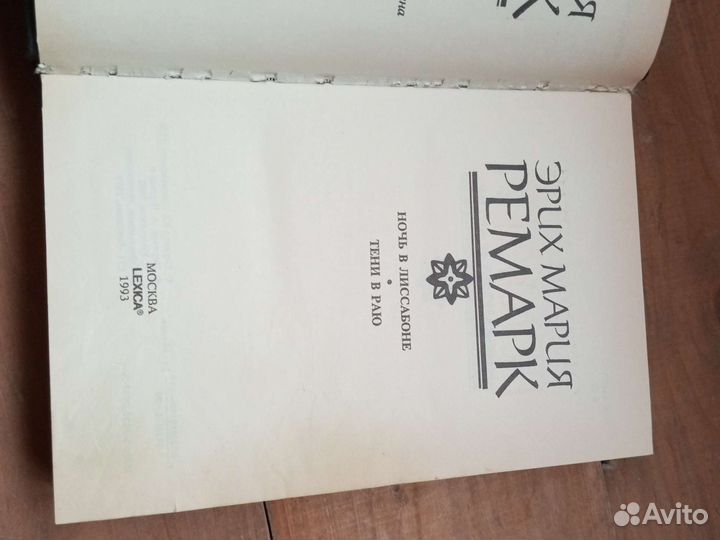 ЭРИХ МАРИЯ
РЕМАРК
НОЧЬ В ЛИССАБОНЕ
•
ТЕНИ В РАЮ
МОСКВА
LEXICA®
1993
Avito